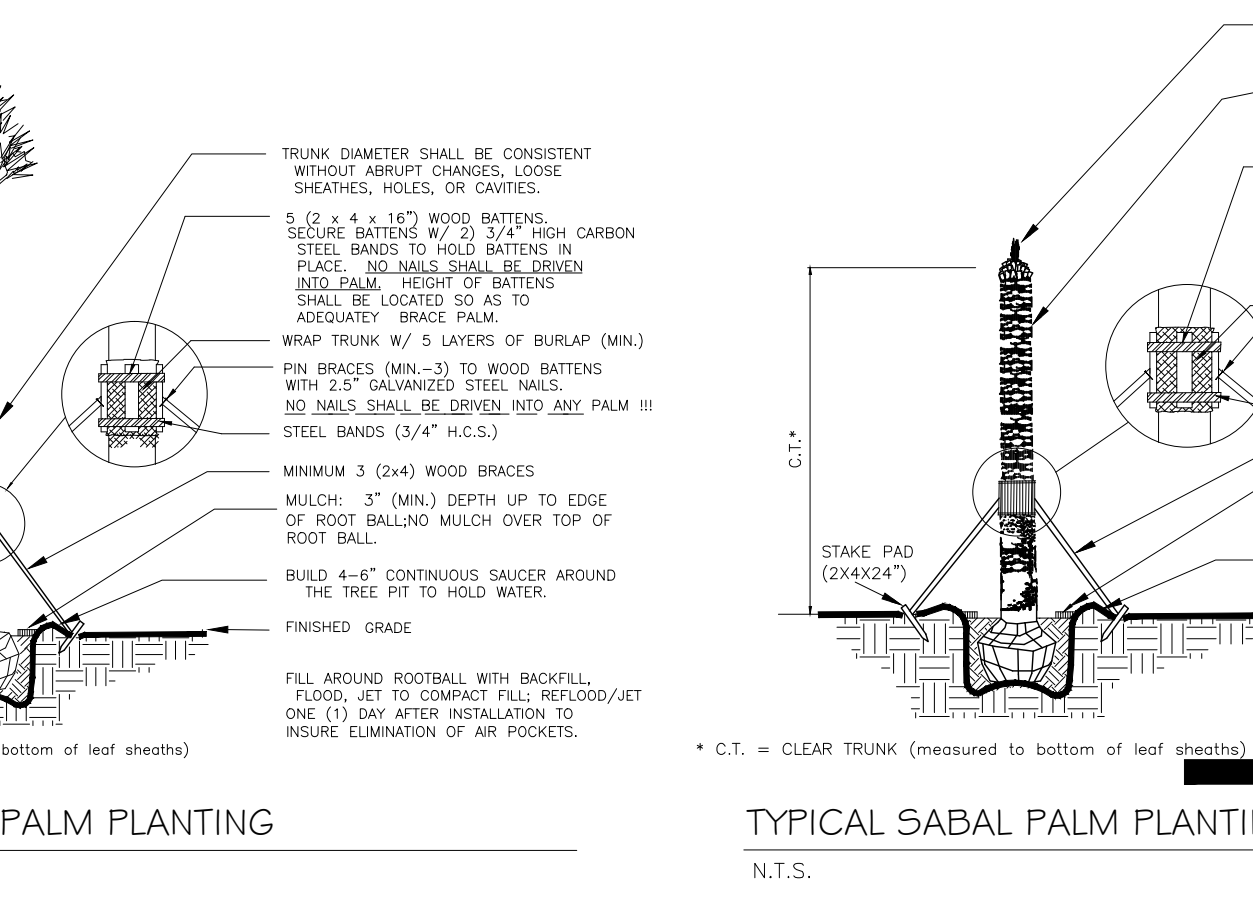 TRUNK DIAMETER SHALL BE CONSISTENT
WITHOUT ABRUPT CHANGES, LOOSE
SHEATHES, HOLES, OR CAVITIES.
5 (2 x 4 x 16") WOOD BATTENS.
SECURE BATTENS W/ 2) 3/4" HIGH CARBON
STEEL BANDS TO HOLD BATTENS IN
PLACE. NO NAILS SHALL BE DRIVEN
INTO PALM. HEIGHT OF BATTENS
SHALL BE LOCATED SO AS TO
ADEQUATEY BRACE PALM.
WRAP TRUNK W/ 5 LAYERS OF BURLAP (MIN.)
PIN BRACES (MIN.-3) TO WOOD BATTENS
WITH 2.5" GALVANIZED STEEL NAILS.
NO NAILS SHALL BE DRIVEN INTO ANY PALM !!!
STEEL BANDS (3/4" H.C.S.)
MINIMUM 3 (2x4) WOOD BRACES
MULCH: 3" (MIN.) DEPTH UP TO EDGE
OF ROOT BALL;NO MULCH OVER TOP OF
ROOT BALL.
BUILD 4-6" CONTINUOUS SAUCER AROUND
THE TREE PIT TO HOLD WATER.
FINISHED GRADE
FILL AROUND ROOTBALL WITH BACKFILL,
FLOOD, JET TO COMPACT FILL; REFLOOD/JET
ONE (1) DAY AFTER INSTALLATION TO
INSURE ELIMINATION OF AIR POCKETS.
bottom of leaf sheaths)
PALM PLANTING
C.T.*
STAKE PAD
(2X4X24")
* C.T. = CLEAR TRUNK (measured to bottom of leaf sheaths)
TYPICAL SABAL PALM PLANTI
N.T.S.